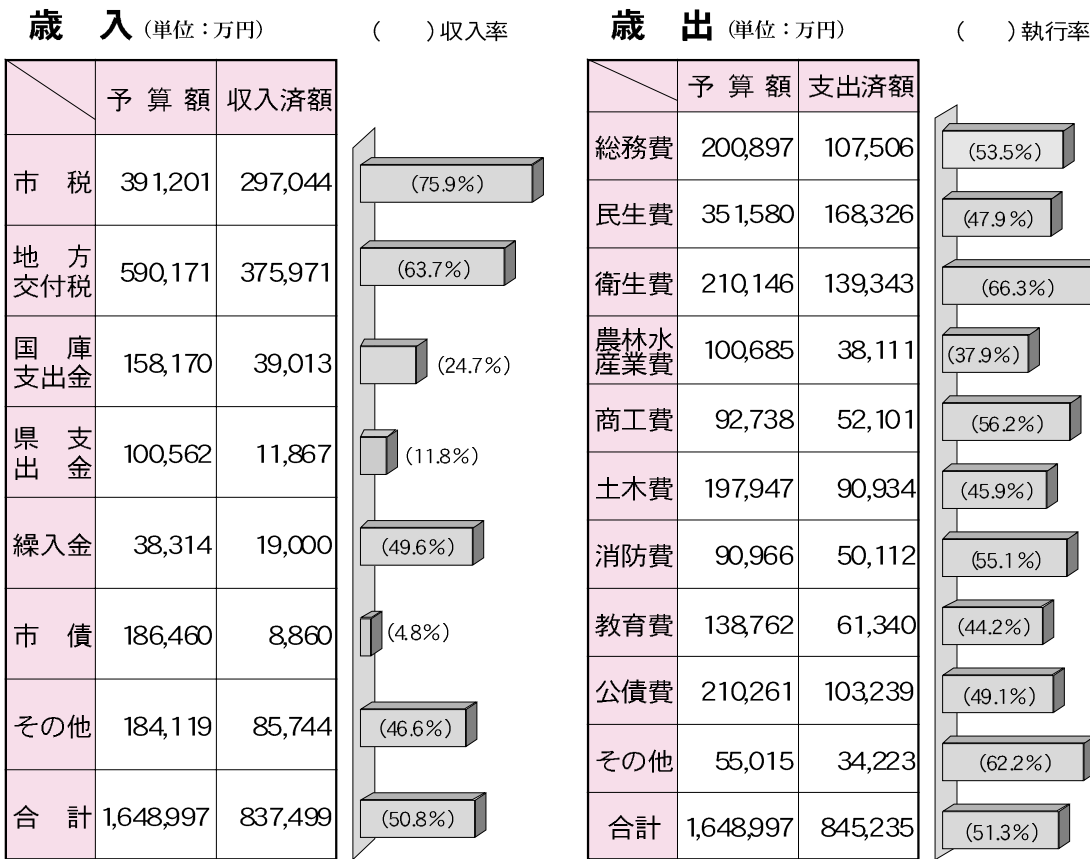 歳 入 (単位：万円) ( )収入率
予 算 額 収入済額
市 税 391,201 297,044 (75.9%)
地 方
交付税 590,171 375,971 (63.7%)
国 庫
支出金 158,170 39,013 (24.7%)
県 支
出 金 100,562 11,867 (11.8%)
繰入金 38,314 19,000 (49.6%)
市 債 186,460 8,860 (4.8%)
その他 184,119 85,744 (46.6%)
合 計 1,648,997 837,499 (50.8%)
歳 出 (単位：万円) ( )執行率
予 算 額 支出済額
総務費 200,897 107,506 (53.5%)
民生費 351,580 168,326 (47.9%)
衛生費 210,146 139,343 (66.3%)
農林水
産業費 100,685 38,111 (37.9%)
商工費 92,738 52,101 (56.2%)
土木費 197,947 90,934 (45.9%)
消防費 90,966 50,112 (55.1%)
教育費 138,762 61,340 (44.2%)
公債費 210,261 103,239 (49.1%)
その他 55,015 34,223 (62.2%)
合計 1,648,997 845,235 (51.3%)